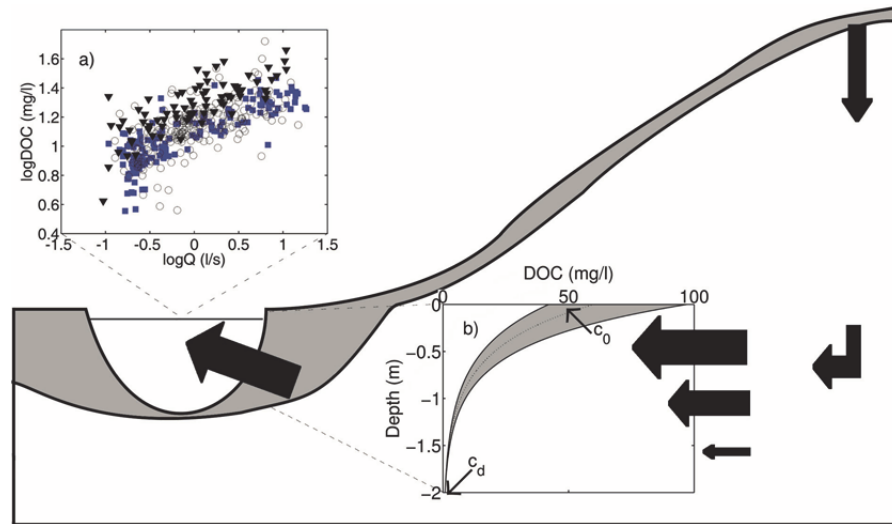 a)
logDOC (mg/l)
1.6
1.4
1.2
1
0.8
0.6
0.4
-1.5 -1 -0.5 0 0.5 1 1.5
logQ (l/s)
DOC (mg/l)
0 50 100
b)
c0
Depth (m)
0
-0.5
-1
-1.5
-2
cd